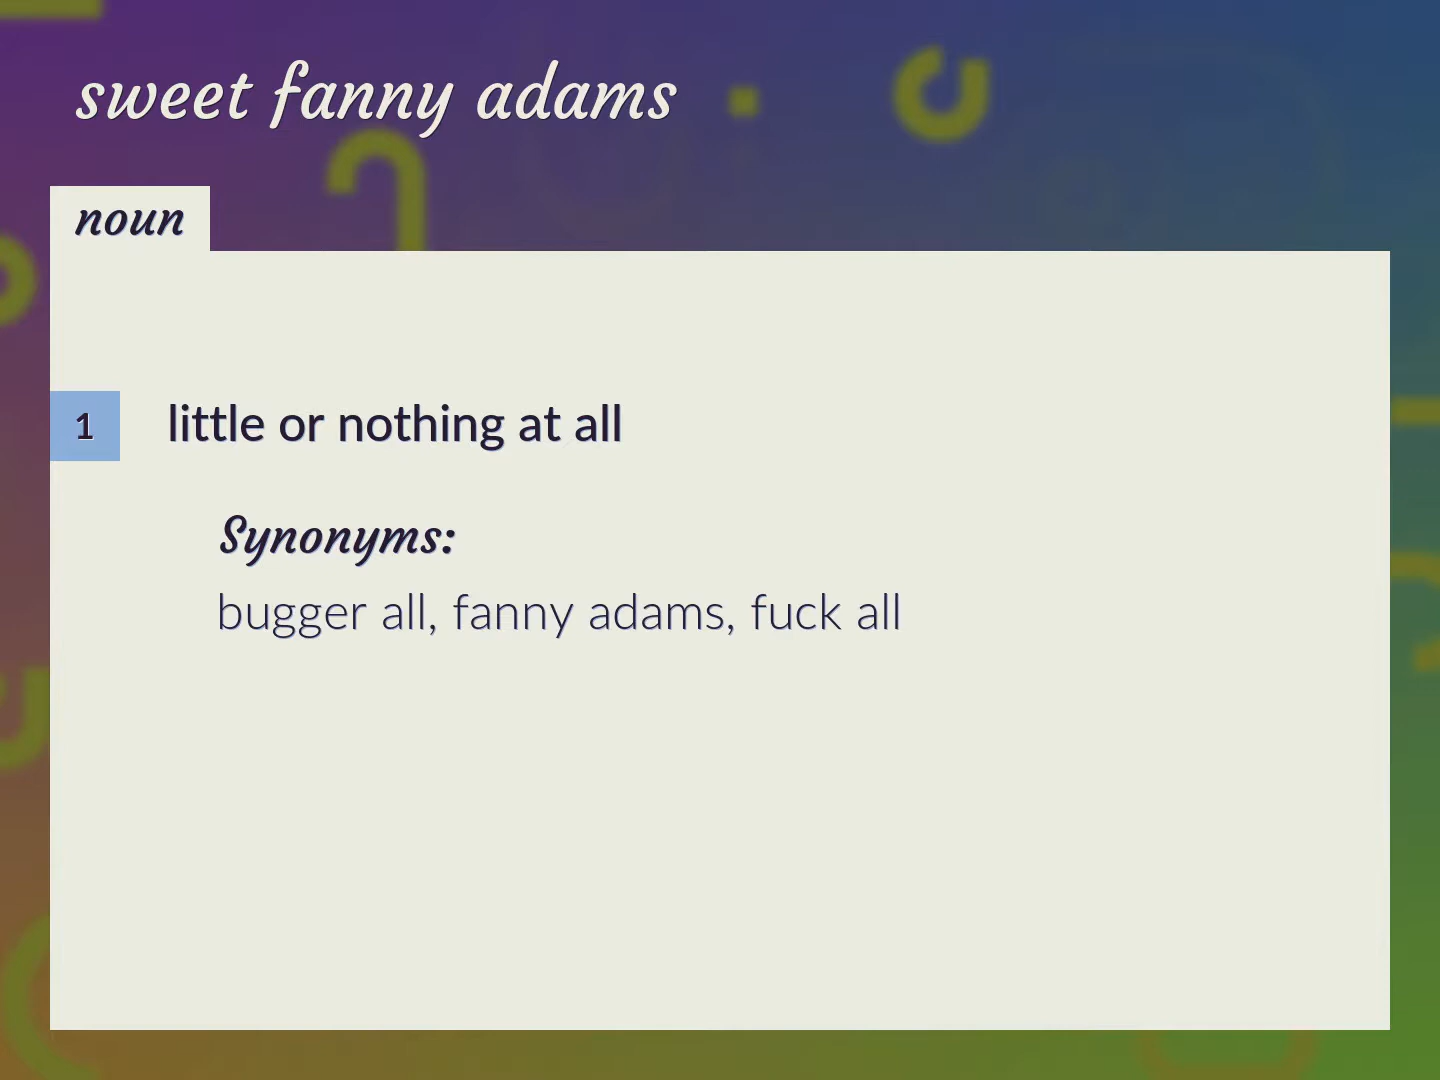 sweet fanny adams
noun
1 little or nothing at all
Synonyms:
bugger all, fanny adams, fuck all